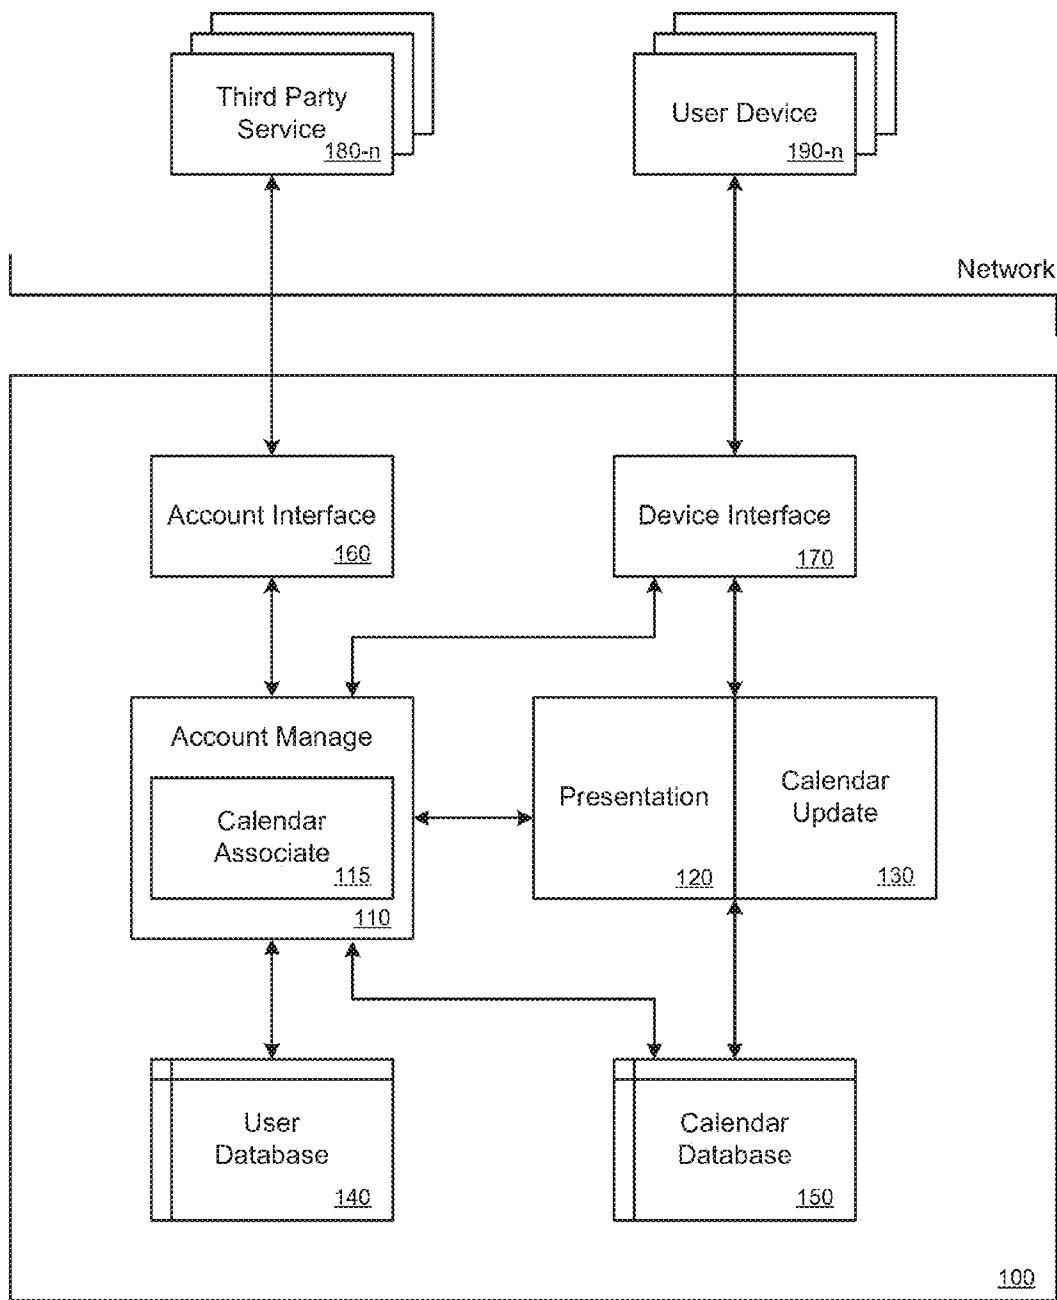 Third Party
Service
180-n
User Device
190-n
Network
Account Interface
160
Device Interface
170
Account Manage
Calendar
Associate
115
110
Presentation
120
Calendar
Update
130
User
Database
140
Calendar
Database
150
100